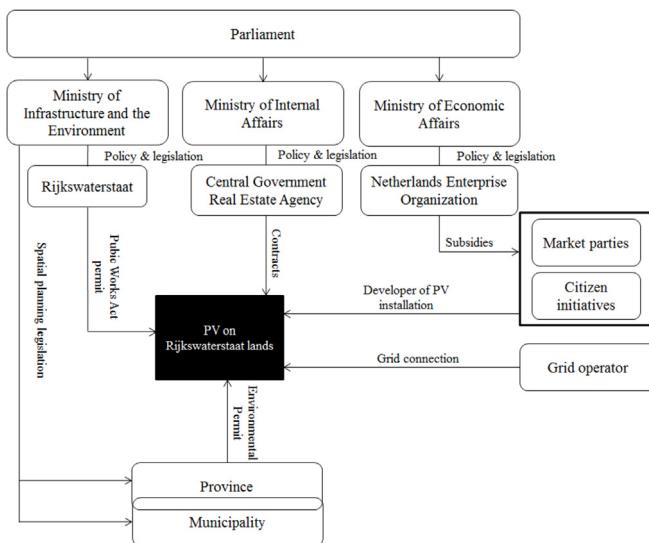 Parliament
Ministry of
Infrastructure and the
Environment
Ministry of Internal
Affairs
Ministry of Economic
Affairs
Policy & legislation
Policy & legislation
Policy & legislation
Rijkswaterstaat
Central Government
Real Estate Agency
Netherlands Enterprise
Organization
Subsidies
Market parties
Citizen
initiatives
Spatial planning legislation
Pubic Works Act
permit
Contracts
Developer of PV
installation
PV on
Rijkswaterstaat lands
Grid connection
Grid operator
Environmental
Permit
Province
Municipality